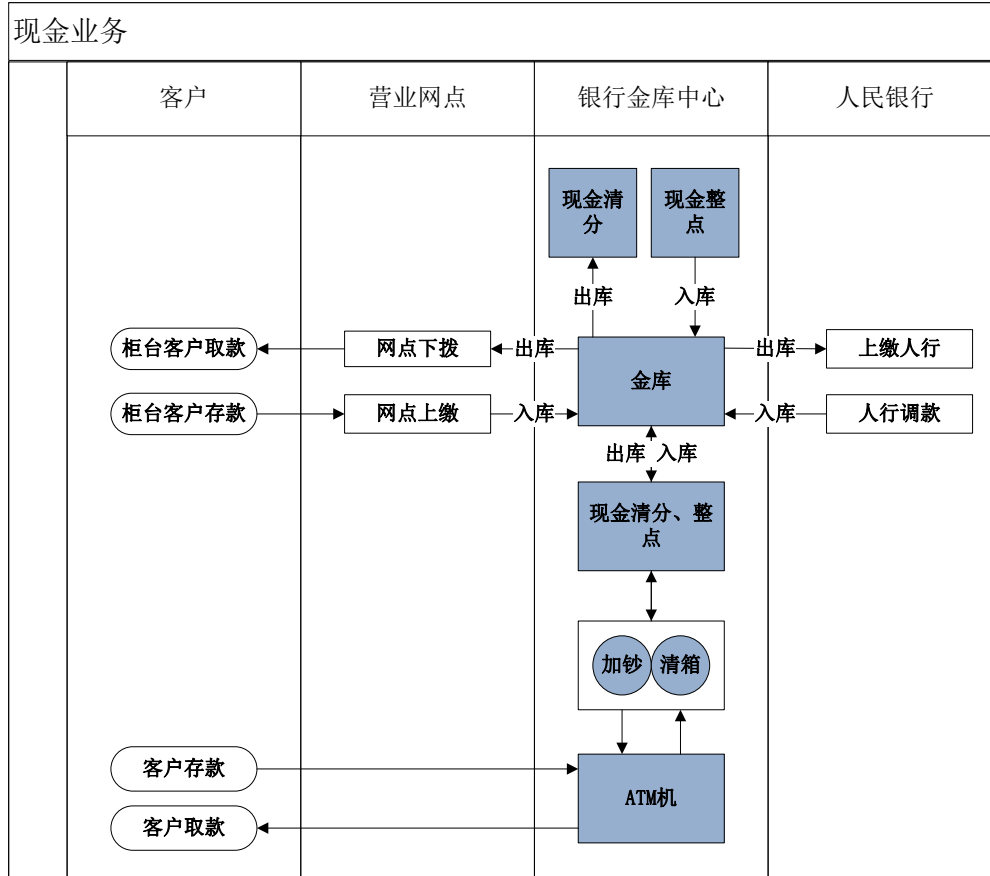 现金业务
客户
营业网点
银行金库中心
人民银行
现金清
分
现金整
点
出库
入库
柜台客户取款
网点下拨
出库
金库
出库
上缴人行
柜台客户存款
网点上缴
入库
入库
人行调款
出库
入库
现金清分、整
点
加钞
清箱
客户存款
ATM机
客户取款